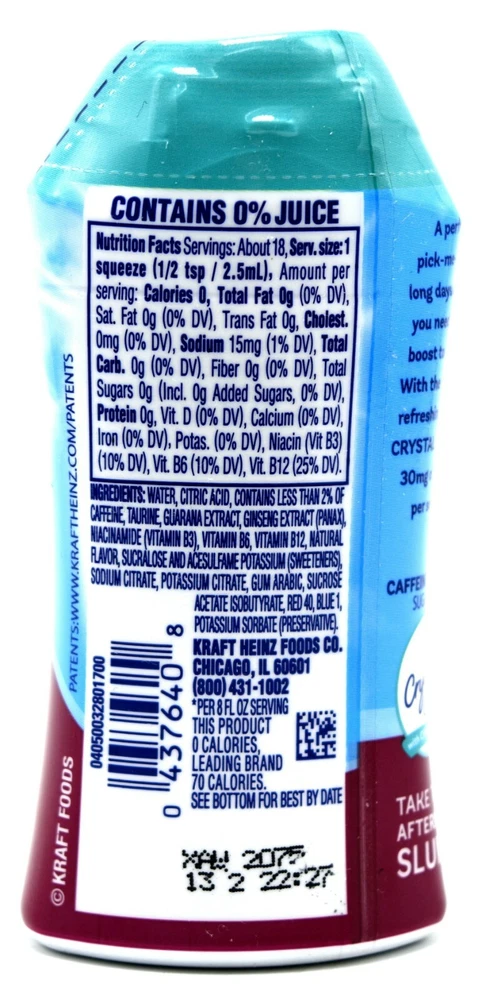 CONTAINS 0% JUICE
Nutrition Facts Servings: About 18, Serv. size: 1
squeeze (1/2 tsp / 2.5mL), Amount per
serving: Calories 0, Total Fat 0g (0% DV),
Sat. Fat 0g (0% DV), Trans Fat 0g, Cholest.
0mg (0% DV), Sodium 15mg (1% DV), Total
Carb. 0g (0% DV), Fiber 0g (0% DV), Total
Sugars 0g (Incl. 0g Added Sugars, 0% DV),
Protein 0g, Vit. D (0% DV), Calcium (0% DV),
Iron (0% DV), Potas. (0% DV), Niacin (Vit B3)
(10% DV), Vit. B6 (10% DV), Vit. B12 (25% DV).
INGREDIENTS: WATER, CITRIC ACID, CONTAINS LESS THAN 2% OF
CAFFEINE, TAURINE, GUARANA EXTRACT, GINSENG EXTRACT (PANAX),
NIACINAMIDE (VITAMIN B3), VITAMIN B6, VITAMIN B12, NATURAL
FLAVOR, SUCRALOSE AND ACESULFAME POTASSIUM (SWEETENERS),
SODIUM CITRATE, POTASSIUM CITRATE, GUM ARABIC, SUCROSE
ACETATE ISOBUTYRATE, RED 40, BLUE 1,
POTASSIUM SORBATE (PRESERVATIVE).
KRAFT HEINZ FOODS CO.
CHICAGO, IL 60601
(800) 431-1002
*PER 8 FL OZ SERVING
THIS PRODUCT
0 CALORIES,
LEADING BRAND
70 CALORIES.
SEE BOTTOM FOR BEST BY DATE
04050032801700
0 437640 8
XAW 2075
13 2 22:27
PATENTS:WWW.KRAFTHEINZ.COM/PATENTS
© KRAFT FOODS
A per
pick-me
long day
you nee
boost t
With th
refreshi
CRYSTA
30mg
per
CAFFEIN
SU
Cry
TAKE
AFTER
SLU